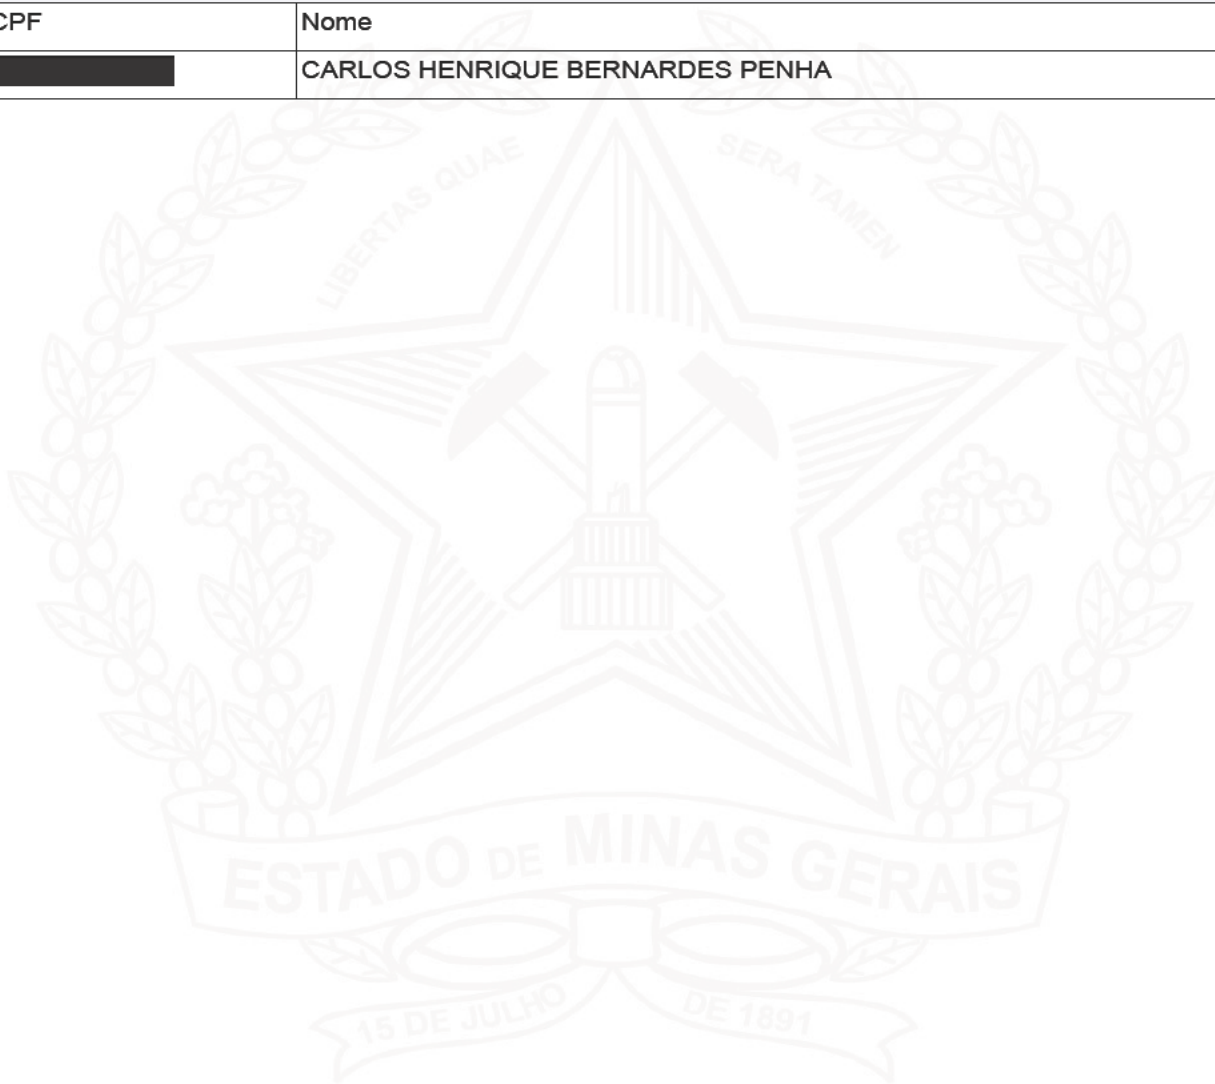 CPF Nome
CARLOS HENRIQUE BERNARDES PENHA
LIBERTAS QUAE SERA TAMEN
ESTADO DE MINAS GERAIS
15 DE JULHO DE 1891